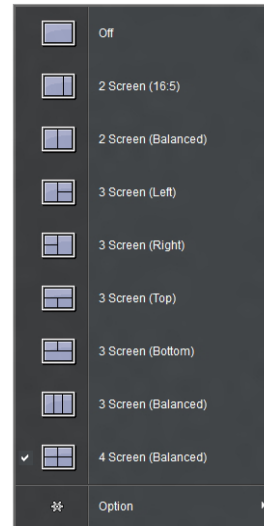 Off
2 Screen (16:5)
2 Screen (Balanced)
3 Screen (Left)
3 Screen (Right)
3 Screen (Top)
3 Screen (Bottom)
3 Screen (Balanced)
4 Screen (Balanced)
Option